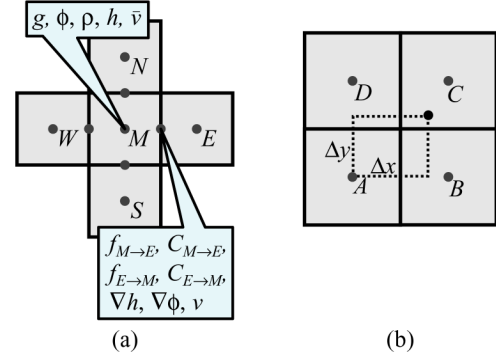 g, ϕ, ρ, h, v̄
N
W M E
S
f_{M→E}, C_{M→E},
f_{E→M}, C_{E→M},
∇h, ∇ϕ, v
(a)
D C
Δy Δx
A B
(b)